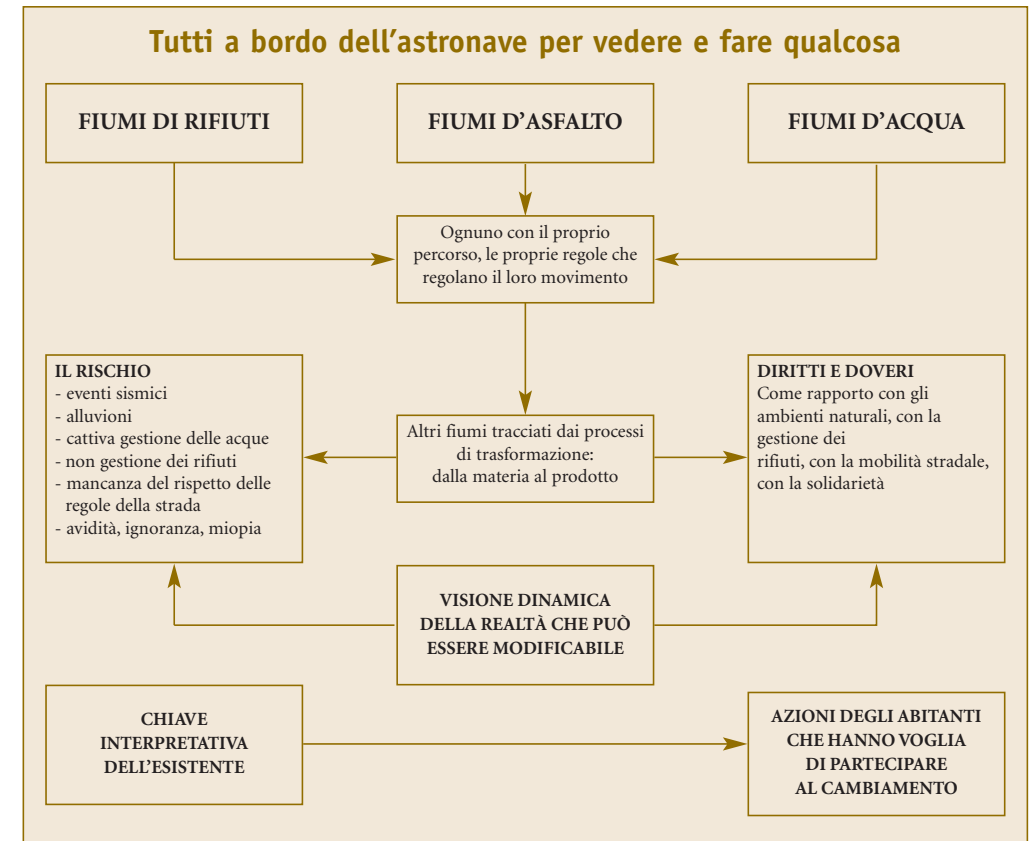 Tutti a bordo dell'astronave per vedere e fare qualcosa
FIUMI DI RIFIUTI
FIUMI D'ASFALTO
FIUMI D'ACQUA
Ognuno con il proprio
percorso, le proprie regole che
regolano il loro movimento
IL RISCHIO
- eventi sismici
- alluvioni
- cattiva gestione delle acque
- non gestione dei rifiuti
- mancanza del rispetto delle
regole della strada
- avidità, ignoranza, miopia
Altri fiumi tracciati dai processi
di trasformazione:
dalla materia al prodotto
DIRITTI E DOVERI
Come rapporto con gli
ambienti naturali, con la
gestione dei
rifiuti, con la mobilità stradale,
con la solidarietà
VISIONE DINAMICA
DELLA REALTÀ CHE PUÒ
ESSERE MODIFICABILE
CHIAVE
INTERPRETATIVA
DELL'ESISTENTE
AZIONI DEGLI ABITANTI
CHE HANNO VOGLIA
DI PARTECIPARE
AL CAMBIAMENTO